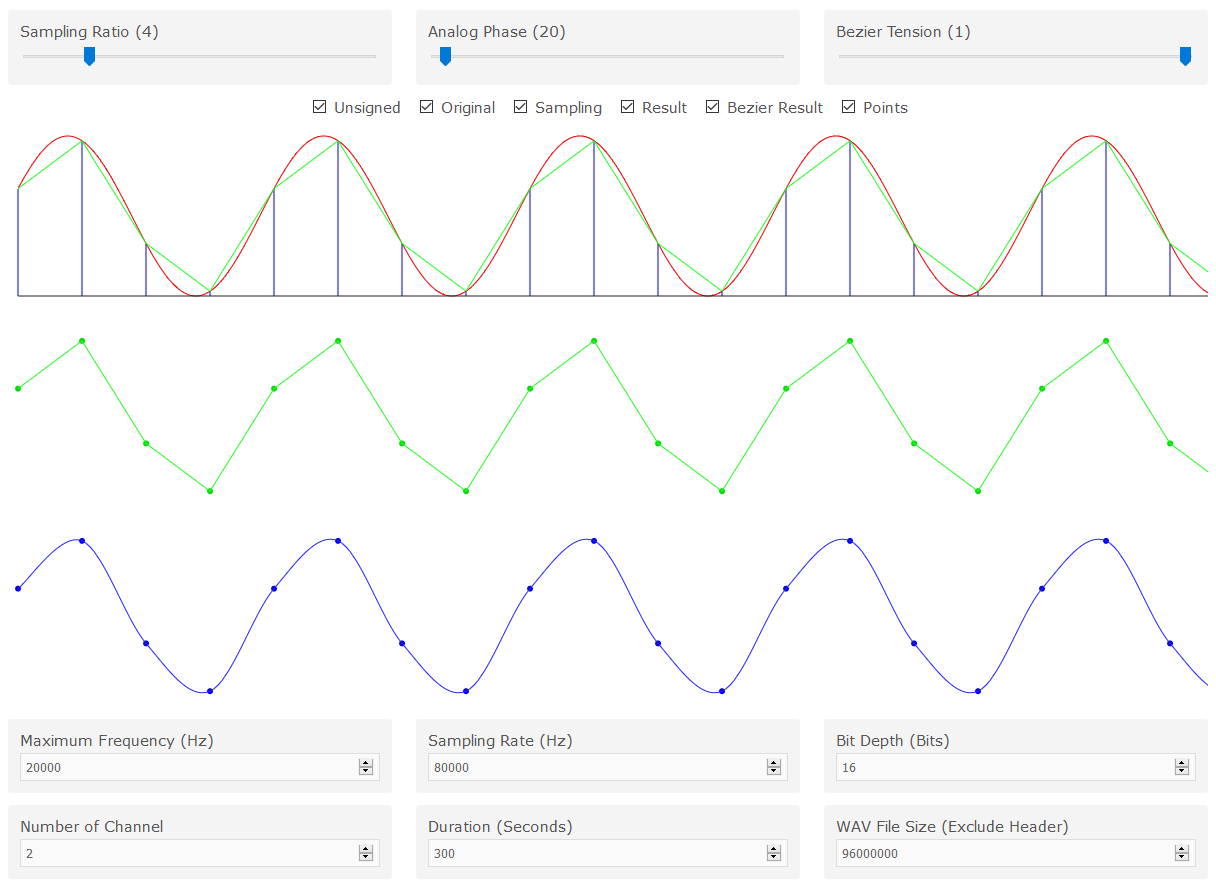 Sampling Ratio (4) Analog Phase (20) Bezier Tension (1)
Unsigned Original Sampling Result Bezier Result Points
Maximum Frequency (Hz) Sampling Rate (Hz) Bit Depth (Bits)
20000 80000 16
Number of Channel Duration (Seconds) WAV File Size (Exclude Header)
2 300 96000000